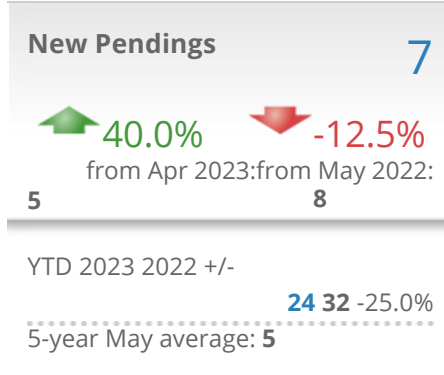 New Pendings 7
40.0% -12.5%
from Apr 2023: from May 2022:
5 8
YTD 2023 2022 +/-
24 32 -25.0%
5-year May average: 5